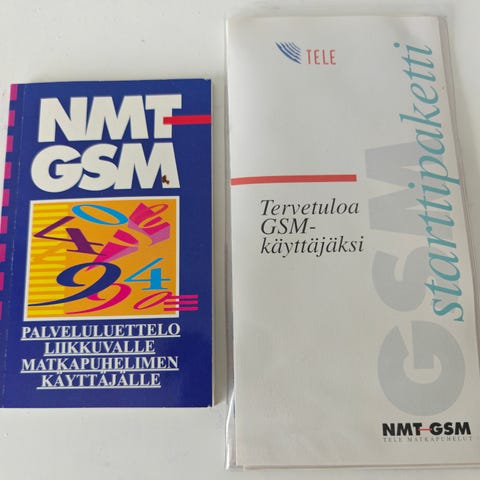 NMT-
GSM
PALVELULUETTELO
LIIKKUVALLE
MATKAPUHELIMEN
KÄYTTÄJÄLLE
TELE
Tervetuloa
GSM-
käyttäjäksi
GSM
starttipaketti
NMT-GSM
TELE MATKAPUHELUT